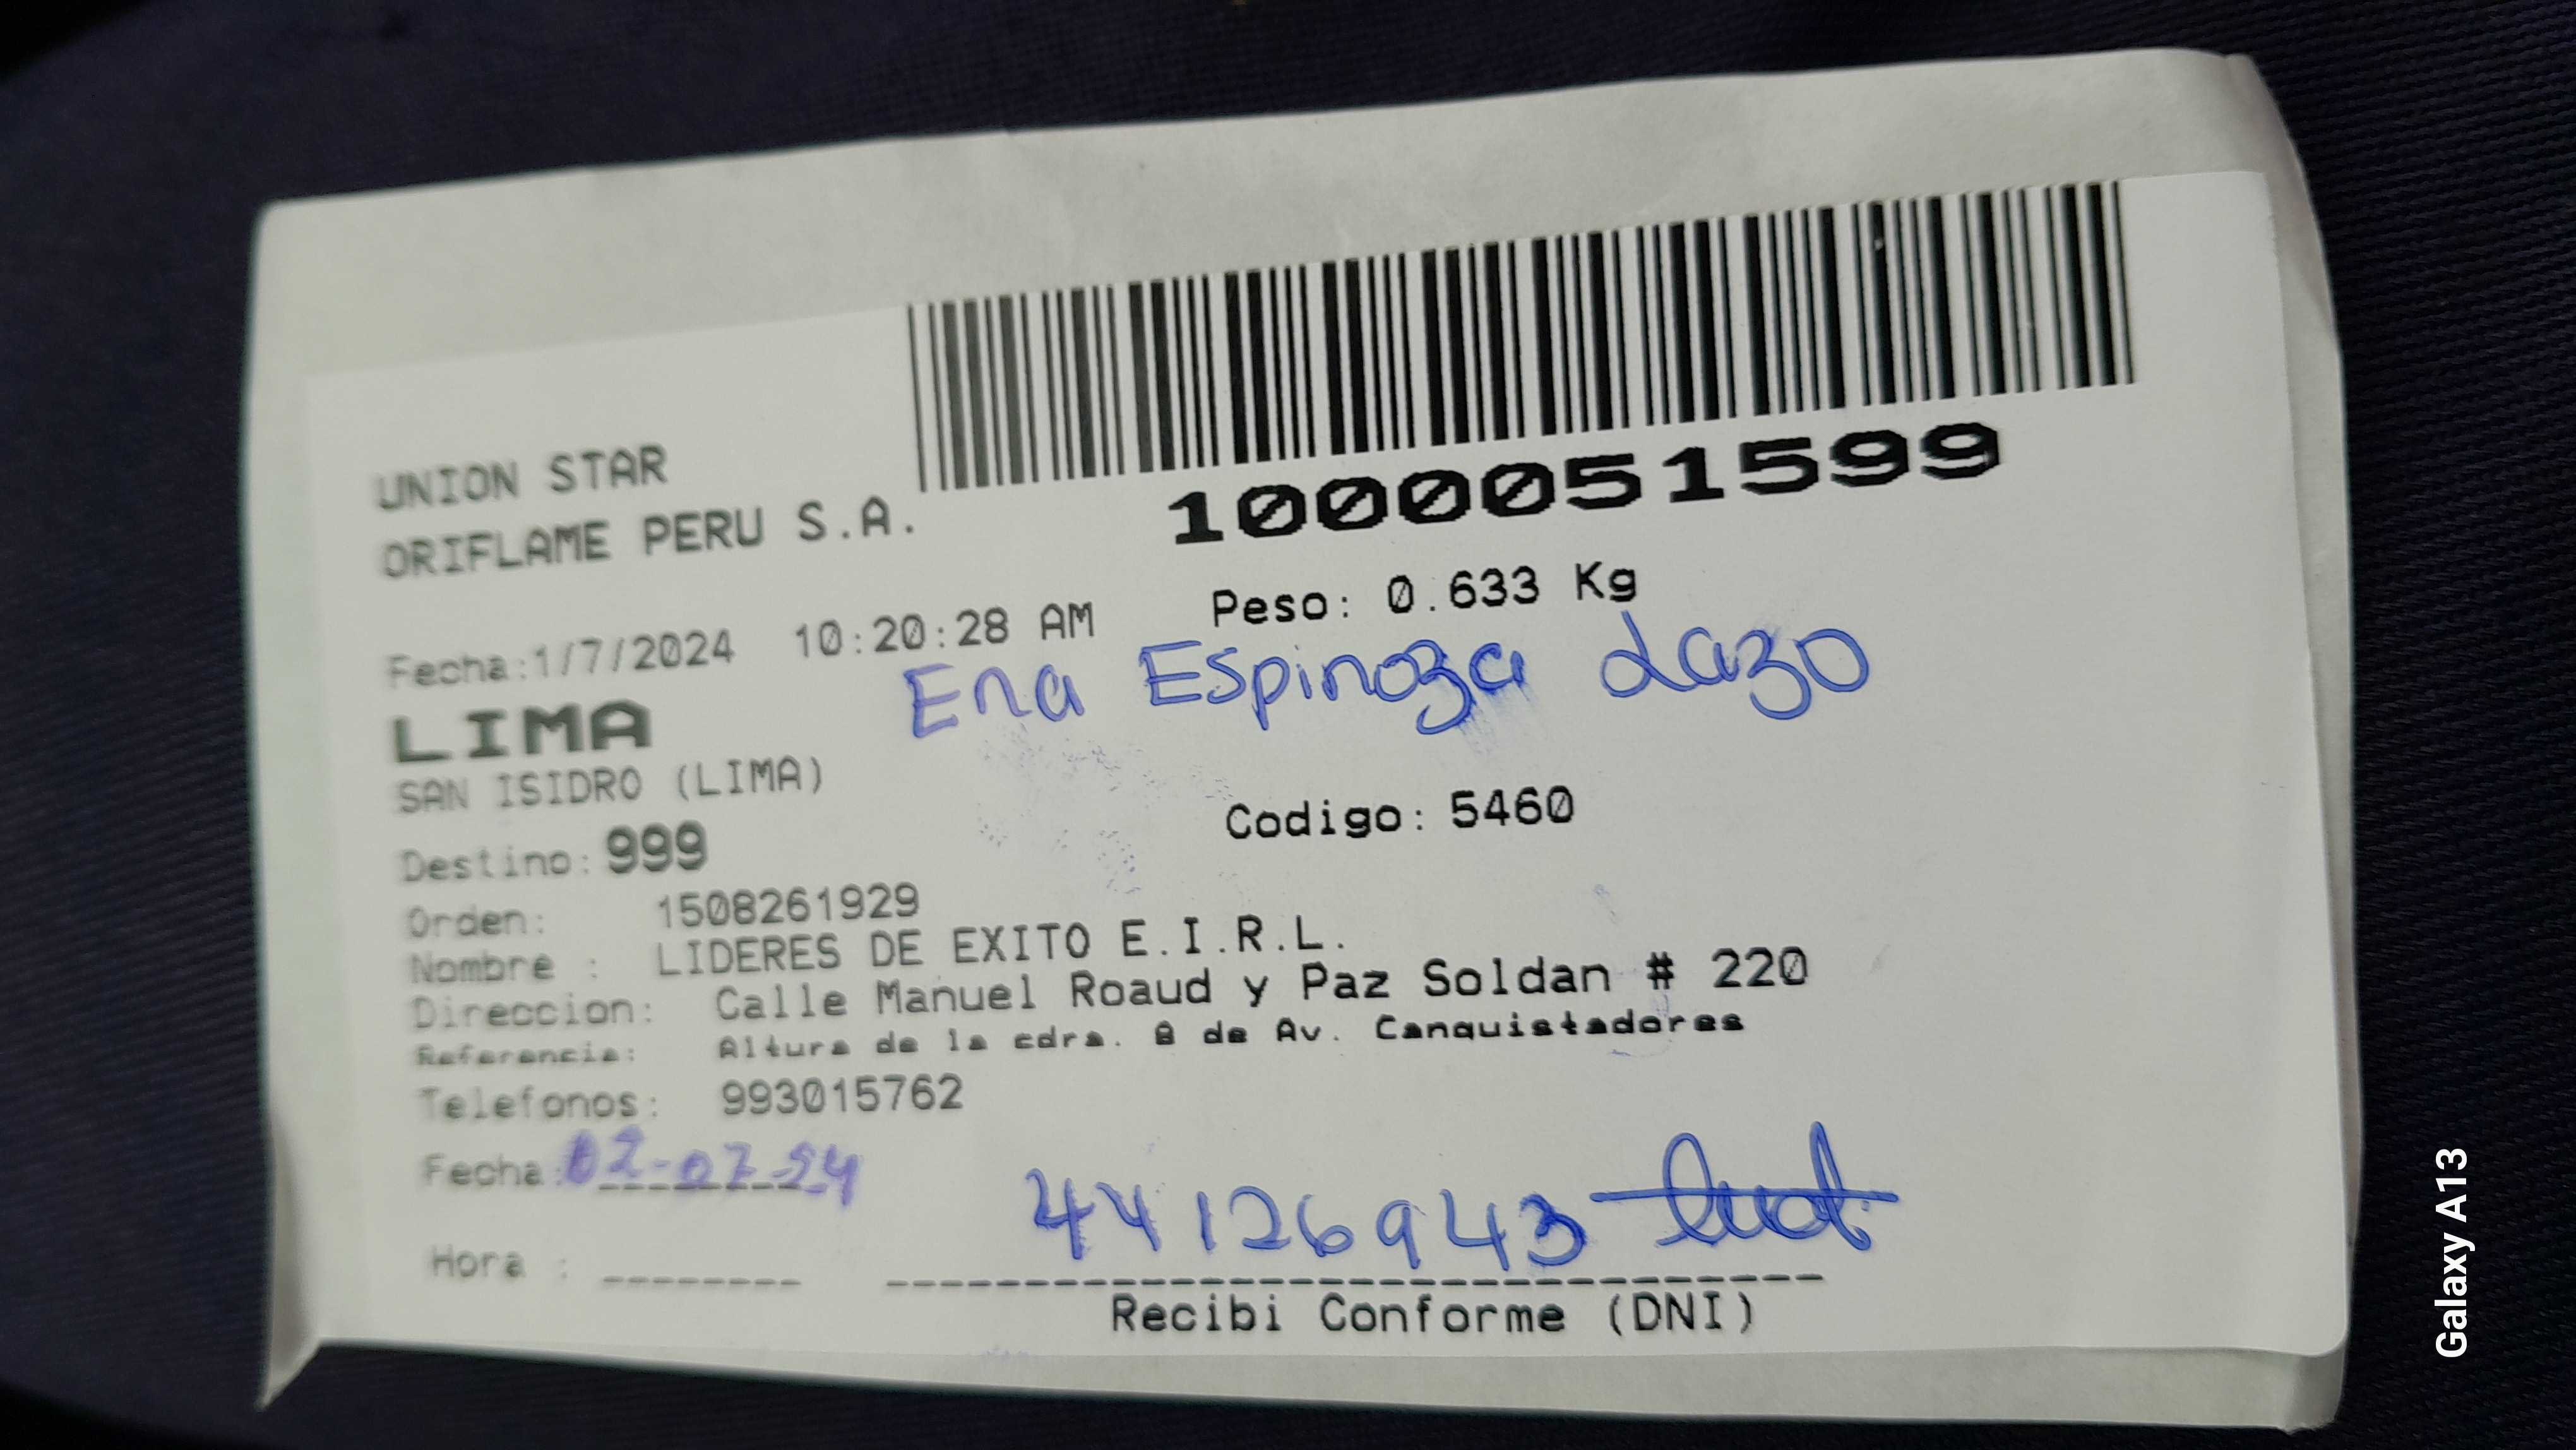 UNION STAR
ORIFLAME PERU S.A.
1000051599
Fecha:1/7/2024 10:20:28 AM Peso: 0.633 Kg
Ena Espinoza Lazo
LIMA
SAN ISIDRO (LIMA)
Destino: 999 Codigo: 5460
Orden: 1508261929
Nombre : LIDERES DE EXITO E.I.R.L.
Direccion: Calle Manuel Roaud y Paz Soldan # 220
Referencia: Altura de la cdra. 8 de Av. Conquistadores
Telefonos: 993015762
Fecha: 02-07-24
44126943
Hora :
Recibi Conforme (DNI)
Galaxy A13